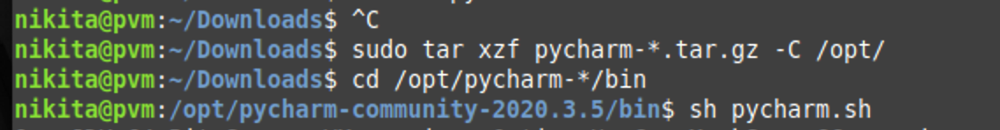 nikita@pvm:~/Downloads$ ^C
nikita@pvm:~/Downloads$ sudo tar xzf pycharm-*.tar.gz -C /opt/
nikita@pvm:~/Downloads$ cd /opt/pycharm-*/bin
nikita@pvm:/opt/pycharm-community-2020.3.5/bin$ sh pycharm.sh